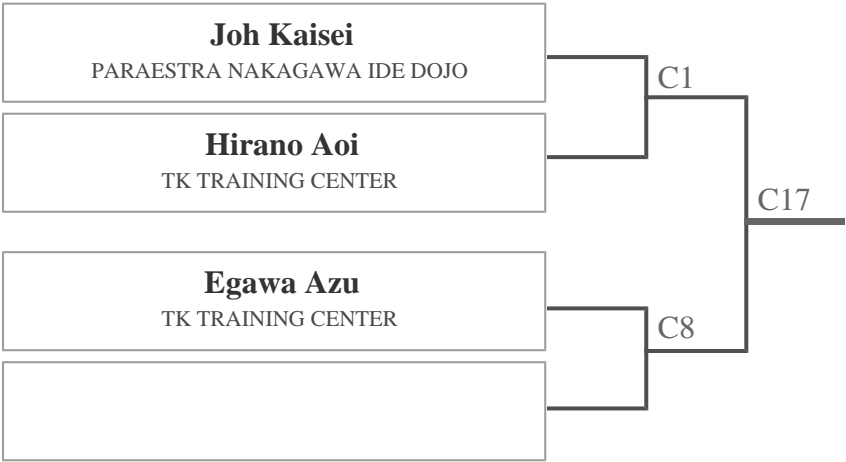 Joh Kaisei
PARAESTRA NAKAGAWA IDE DOJO
C1
Hirano Aoi
TK TRAINING CENTER
C17
Egawa Azu
TK TRAINING CENTER
C8